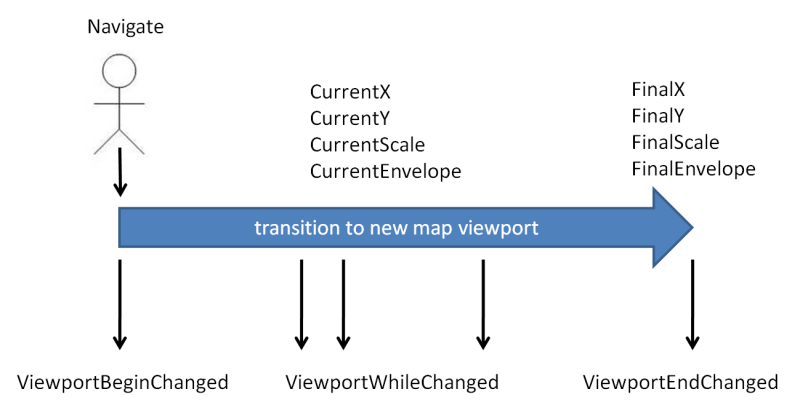 Navigate
CurrentX
CurrentY
CurrentScale
CurrentEnvelope
FinalX
FinalY
FinalScale
FinalEnvelope
transition to new map viewport
ViewportBeginChanged
ViewportWhileChanged
ViewportEndChanged